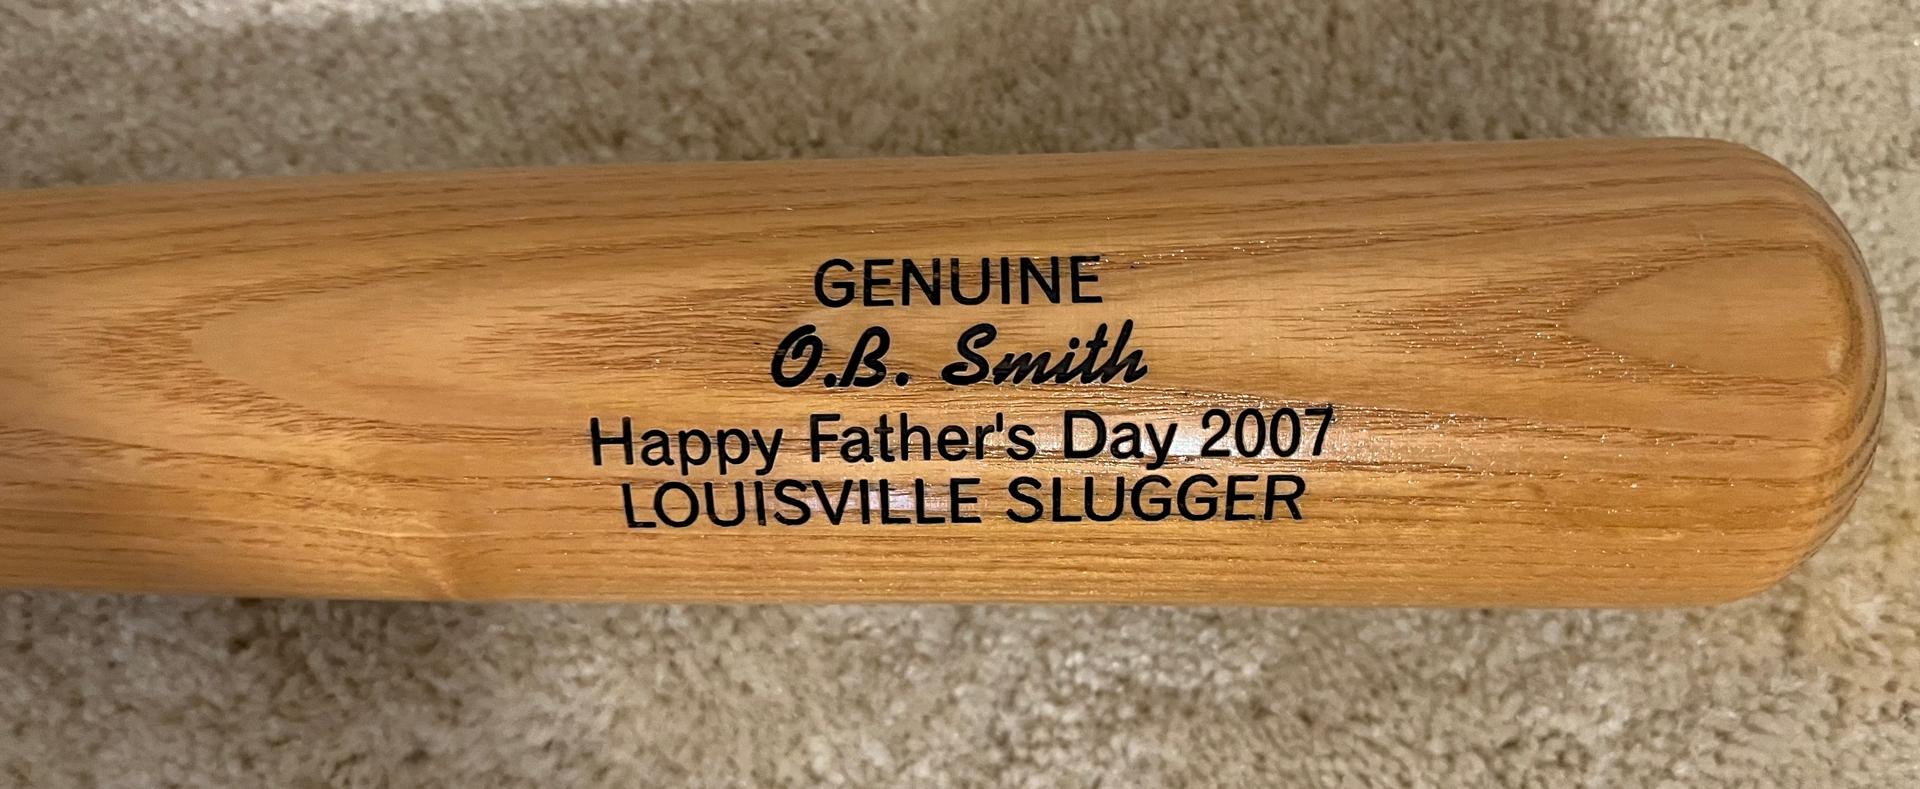 GENUINE
O.B. Smith
Happy Father's Day 2007
LOUISVILLE SLUGGER